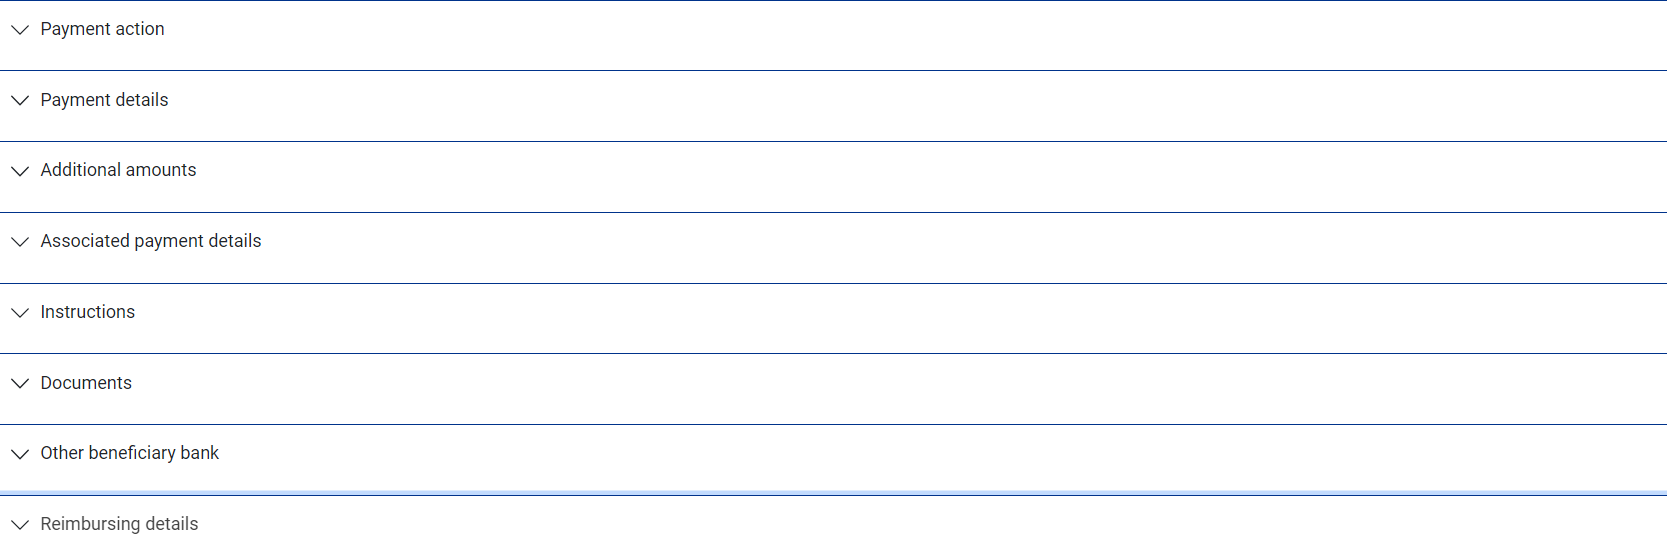 Payment action
Payment details
Additional amounts
Associated payment details
Instructions
Documents
Other beneficiary bank
Reimbursing details